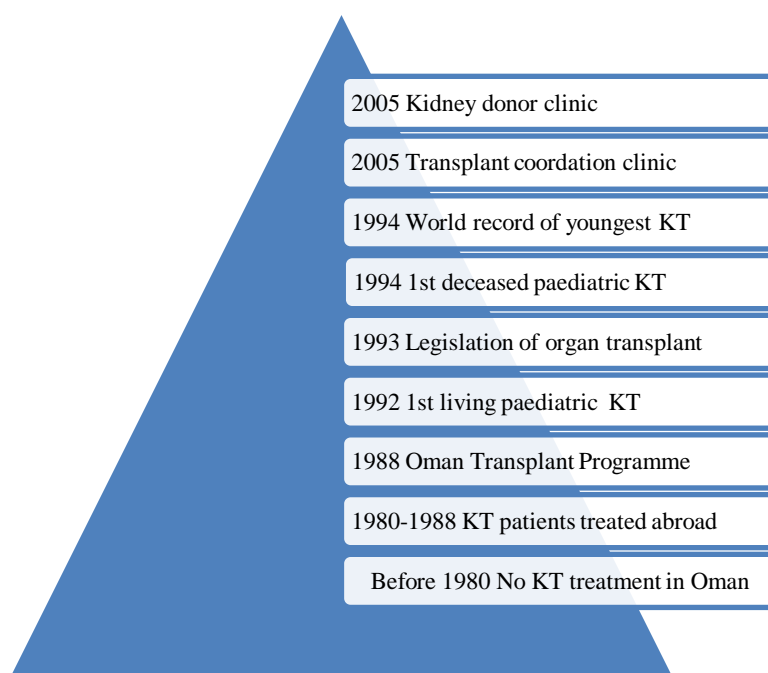 2005 Kidney donor clinic
2005 Transplant coordation clinic
1994 World record of youngest KT
1994 1st deceased paediatric KT
1993 Legislation of organ transplant
1992 1st living paediatric KT
1988 Oman Transplant Programme
1980-1988 KT patients treated abroad
Before 1980 No KT treatment in Oman